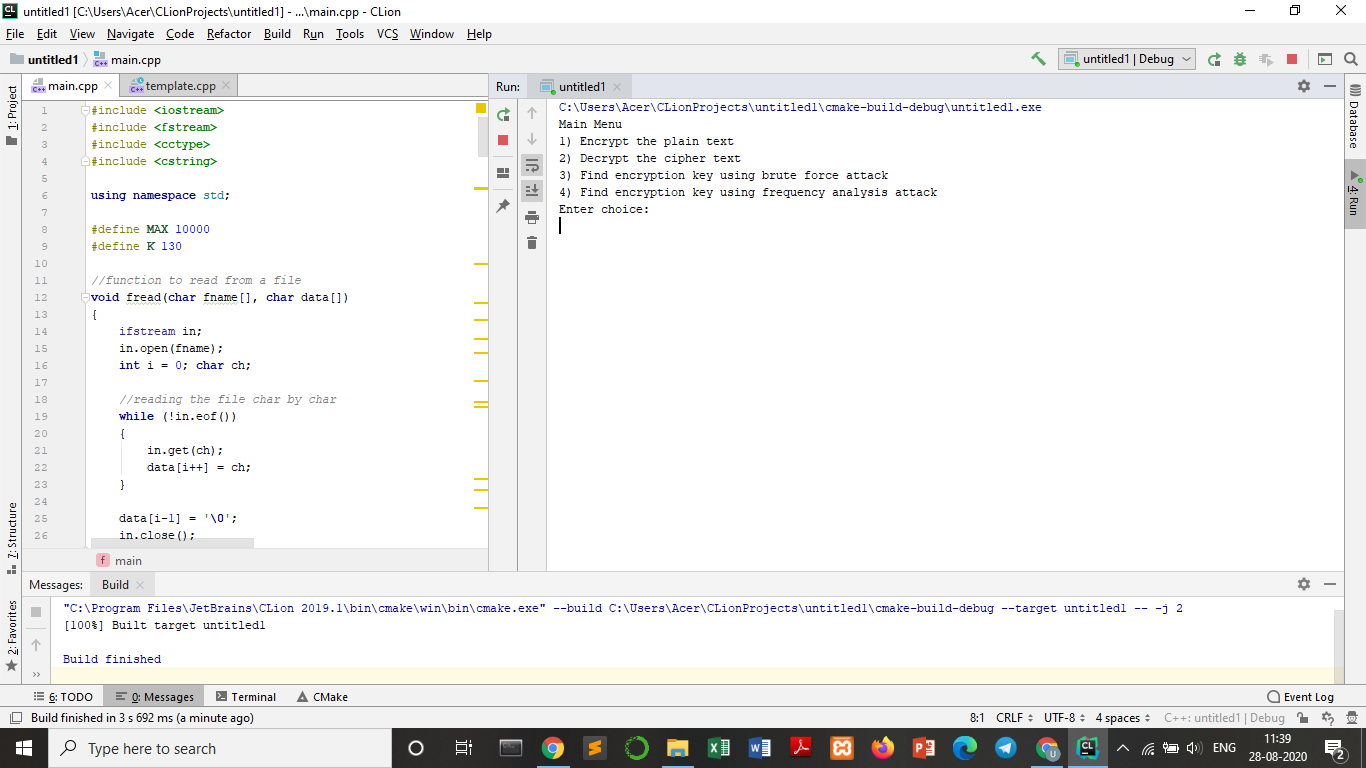 untitled1 [C:\Users\Acer\CLionProjects\untitled1] - ...\main.cpp - CLion
File Edit View Navigate Code Refactor Build Run Tools VCS Window Help
untitled1 main.cpp
untitled1 | Debug
1: Project
main.cpp template.cpp
1 #include <iostream>
2 #include <fstream>
3 #include <cctype>
4 #include <cstring>
5
6 using namespace std;
7
8 #define MAX 10000
9 #define K 130
10
11 //function to read from a file
12 void fread(char fname[], char data[])
13 {
14 ifstream in;
15 in.open(fname);
16 int i = 0; char ch;
17
18 //reading the file char by char
19 while (!in.eof())
20 {
21 in.get(ch);
22 data[i++] = ch;
23 }
24
25 data[i-1] = '\0';
26 in.close();
f main
Run: untitled1
C:\Users\Acer\CLionProjects\untitled1\cmake-build-debug\untitled1.exe
Main Menu
1) Encrypt the plain text
2) Decrypt the cipher text
3) Find encryption key using brute force attack
4) Find encryption key using frequency analysis attack
Enter choice:
Database
4: Run
7: Structure
2: Favorites
Messages: Build
"C:\Program Files\JetBrains\CLion 2019.1\bin\cmake\win\bin\cmake.exe" --build C:\Users\Acer\CLionProjects\untitled1\cmake-build-debug --target untitled1 -- -j 2
[100%] Built target untitled1
Build finished
6: TODO 0: Messages Terminal CMake Event Log
Build finished in 3 s 692 ms (a minute ago) 8:1 CRLF UTF-8 4 spaces C++: untitled1 | Debug
Type here to search
ENG
11:39
28-08-2020
2